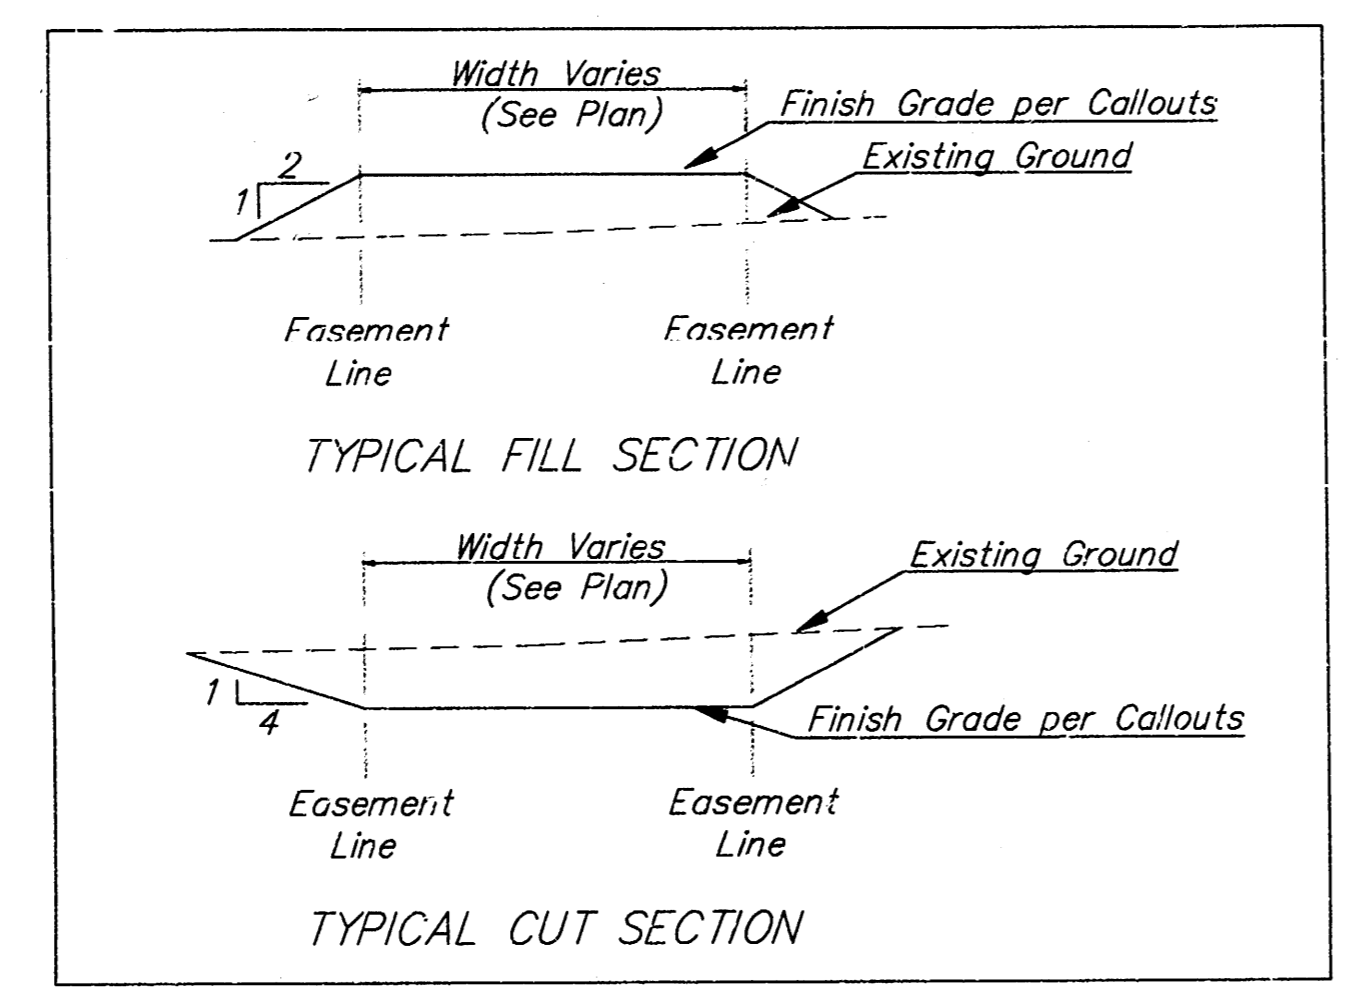 Width Varies
(See Plan)
Finish Grade per Callouts
Existing Ground
2
1
Easement
Line
Easement
Line
TYPICAL FILL SECTION
Width Varies
(See Plan)
Existing Ground
1
4
Finish Grade per Callouts
Easement
Line
Easement
Line
TYPICAL CUT SECTION